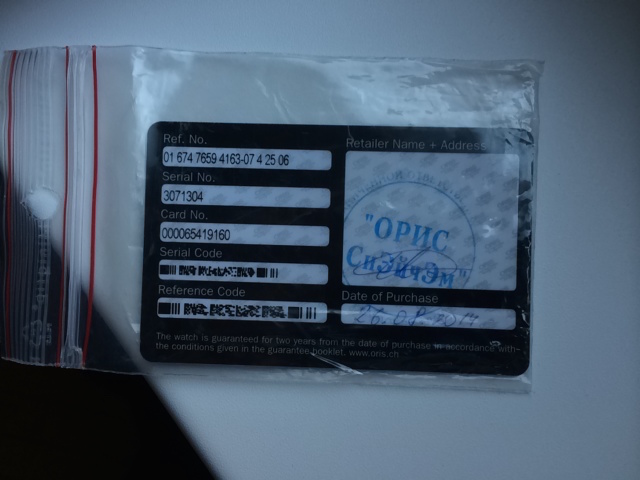 Ref. No.
01 674 7659 4163-07 4 25 06
Serial No.
3071304
Card No.
000065419160
Serial Code
Reference Code
Retailer Name + Address
"ОРИС
СиЭйчЭм"
Date of Purchase
The watch is guaranteed for two years from the date of purchase in accordance with
the conditions given in the guarantee booklet. www.oris.ch